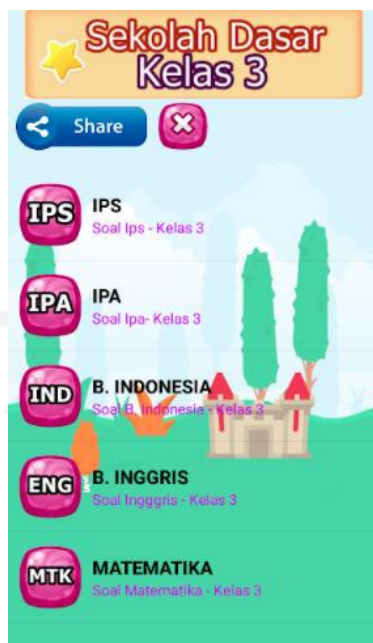 Sekolah Dasar
Kelas 3
Share
IPS
IPS
Soal Ips - Kelas 3
IPA
IPA
Soal Ipa- Kelas 3
IND
B. INDONESIA
Soal B, Indonesia - Kelas 3
ENG
B. INGGRIS
Soal Ingggris - Kelas 3
MTK
MATEMATIKA
Soal Matematika - Kelas 3